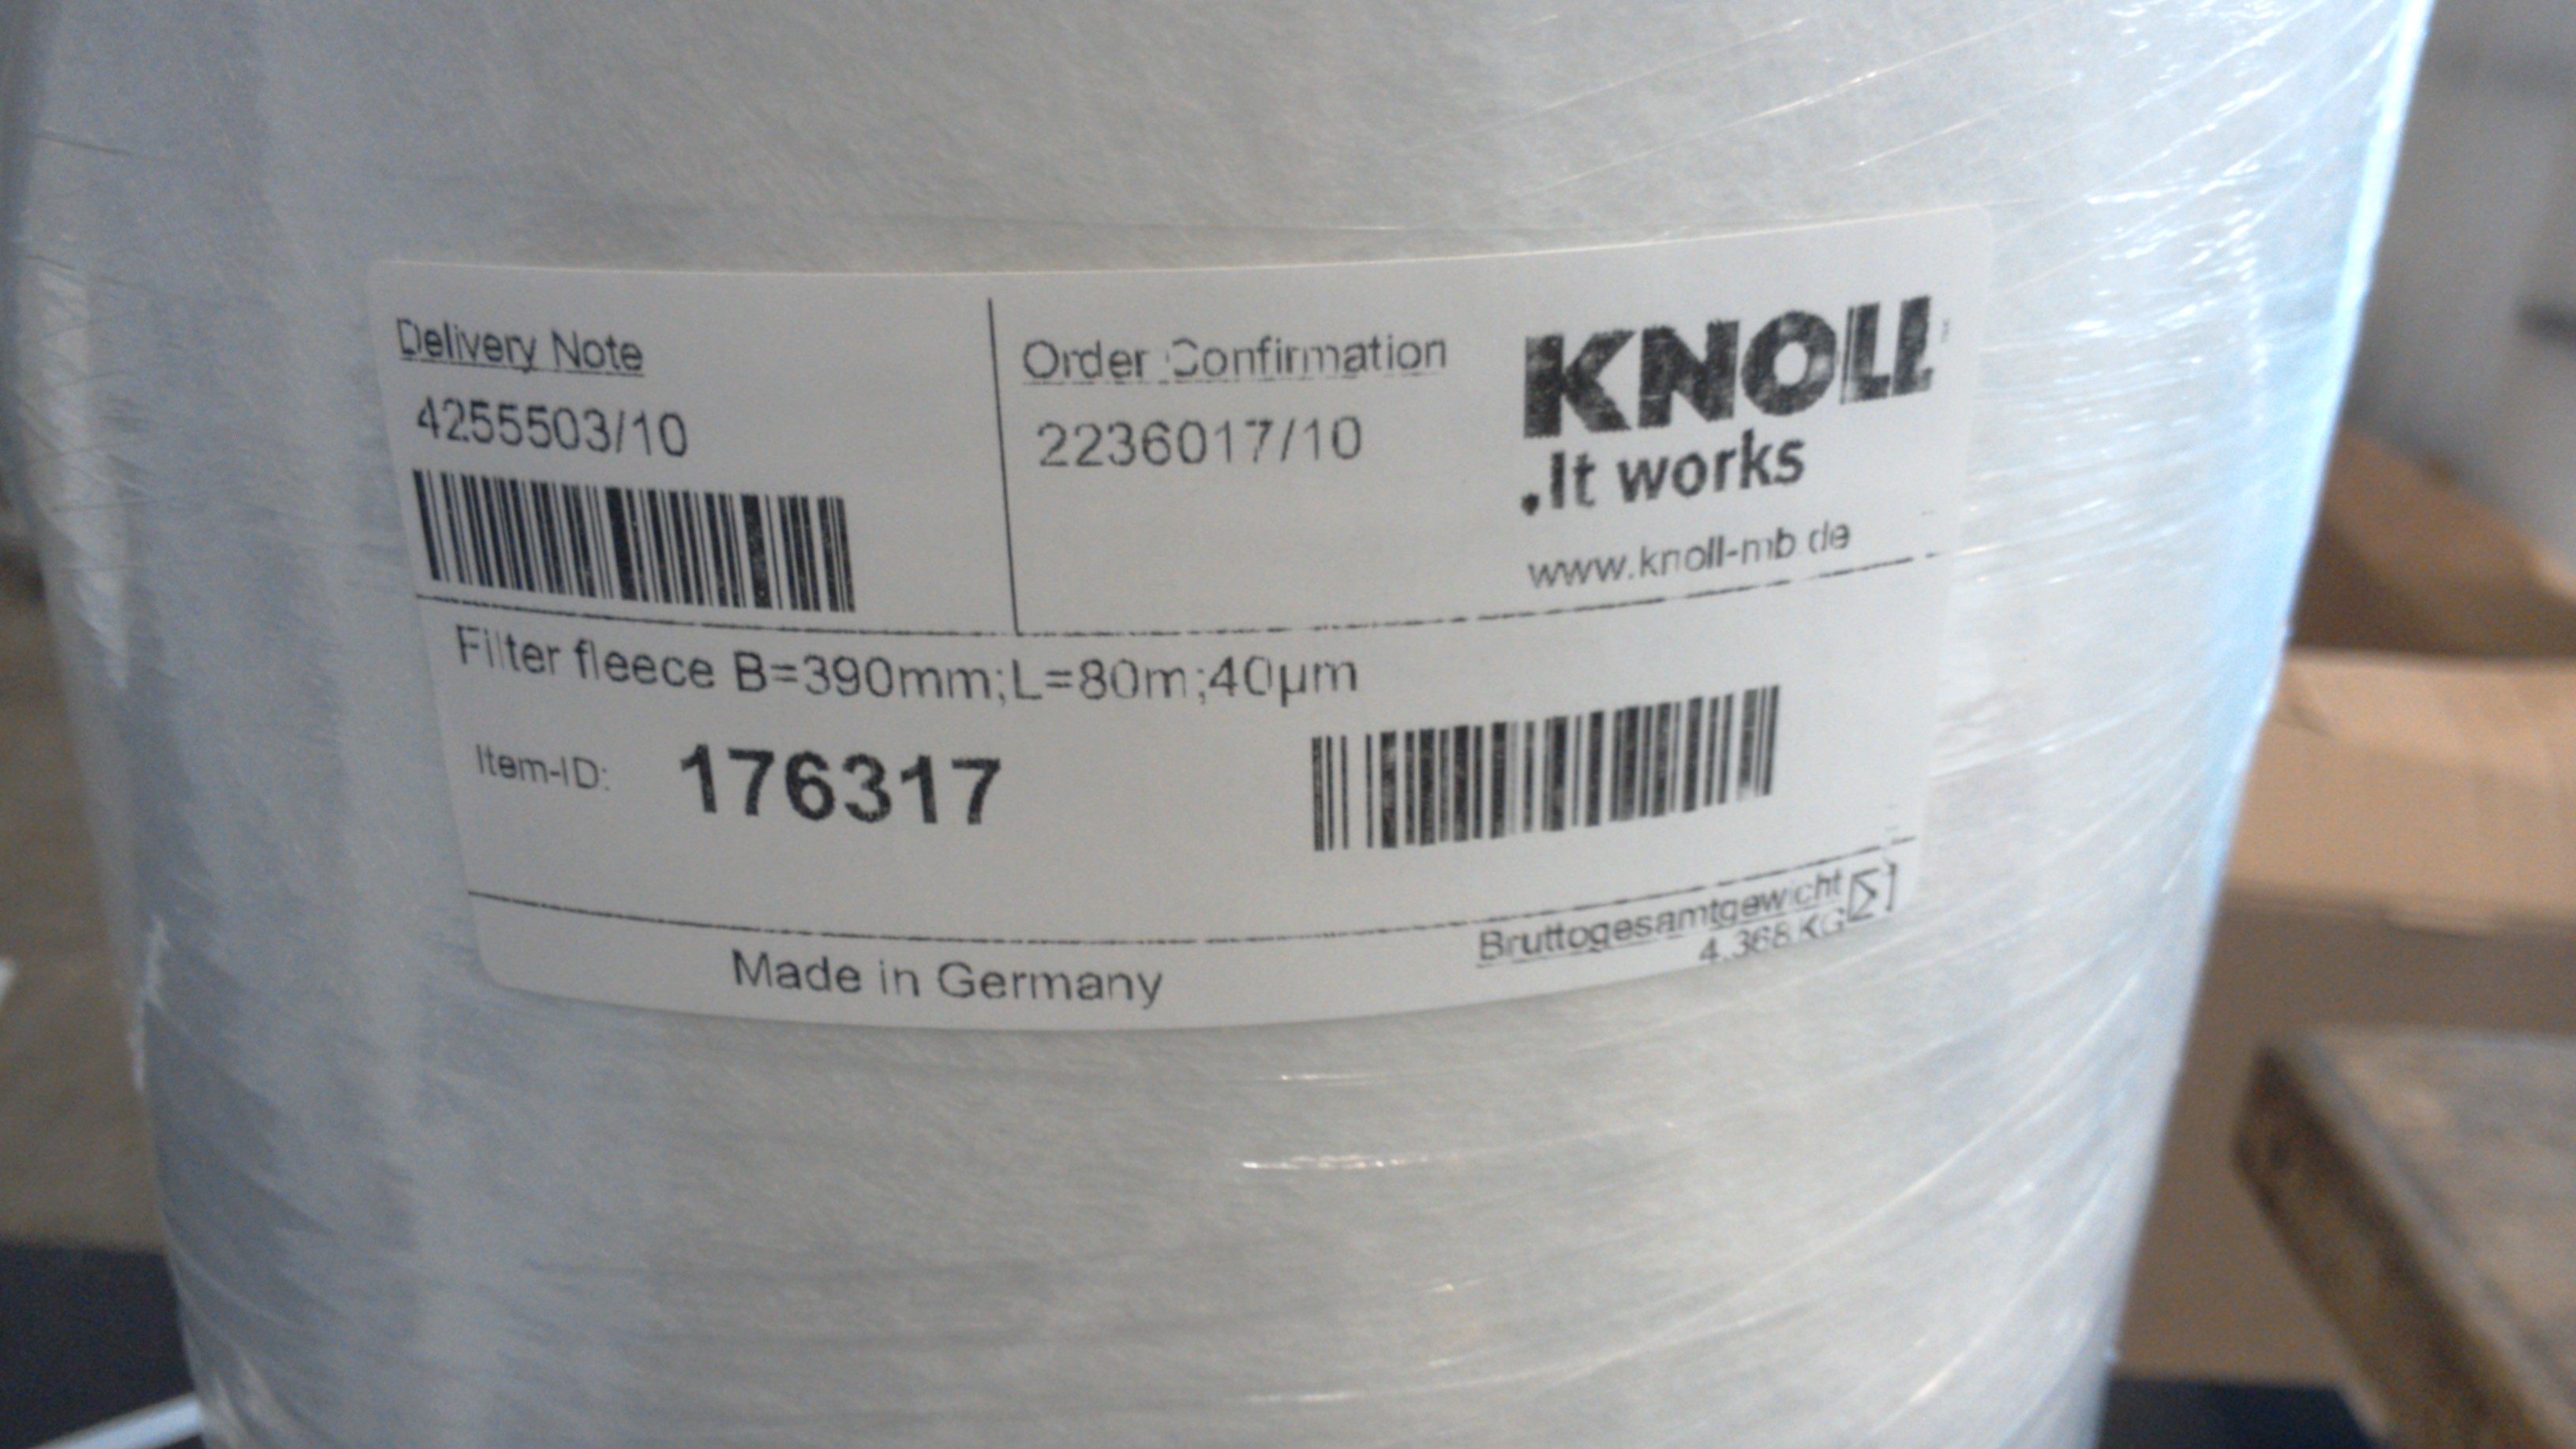 Delivery Note
4255503/10
Order Confirmation
2236017/10
KNOLL
.It works
www.knoll-mb.de
Filter fleece B=390mm;L=80m;40µm
Item-ID: 176317
Made in Germany
Bruttogesamtgewicht
4,368 KG